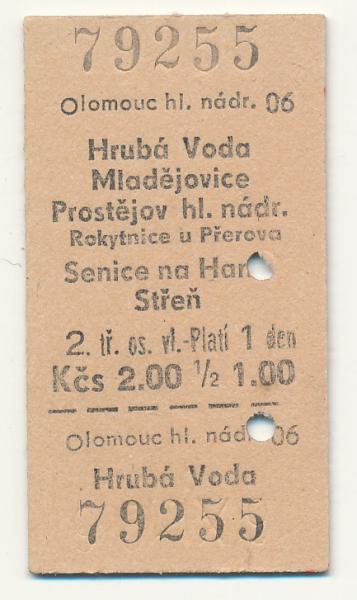 79255
Olomouc hl. nádr. 06
Hrubá Voda
Mladějovice
Prostějov hl. nádr.
Rokytnice u Přerova
Senice na Han
Střeň
2. tř. os. vl.-Platí 1 den
Kčs 2.00 ½ 1.00
Olomouc hl. nádr. 06
Hrubá Voda
79255